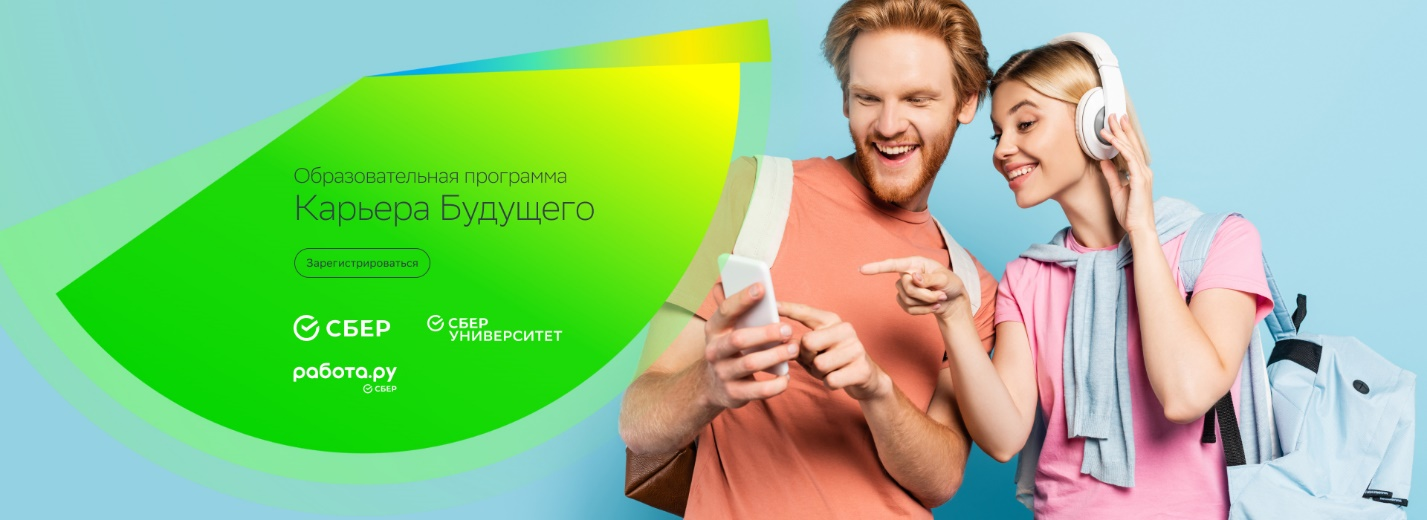 Образовательная программа
Карьера Будущего
Зарегистрироваться
СБЕР
СБЕР
УНИВЕРСИТЕТ
работа.ру
СБЕР